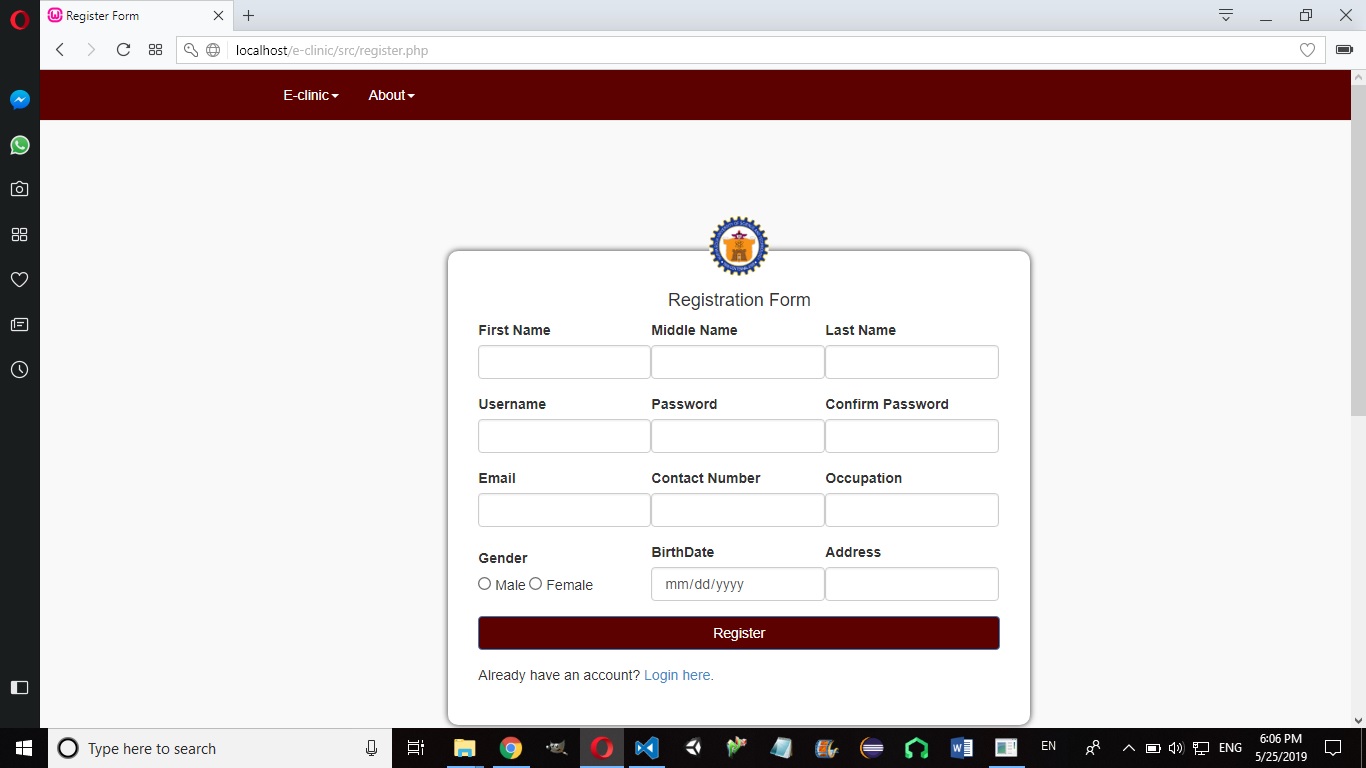 Register Form
localhost/e-clinic/src/register.php
E-clinic About
Registration Form
First Name Middle Name Last Name
Username Password Confirm Password
Email Contact Number Occupation
Gender BirthDate Address
Male Female mm/dd/yyyy
Register
Already have an account? Login here.
Type here to search
EN
ENG
6:06 PM
5/25/2019